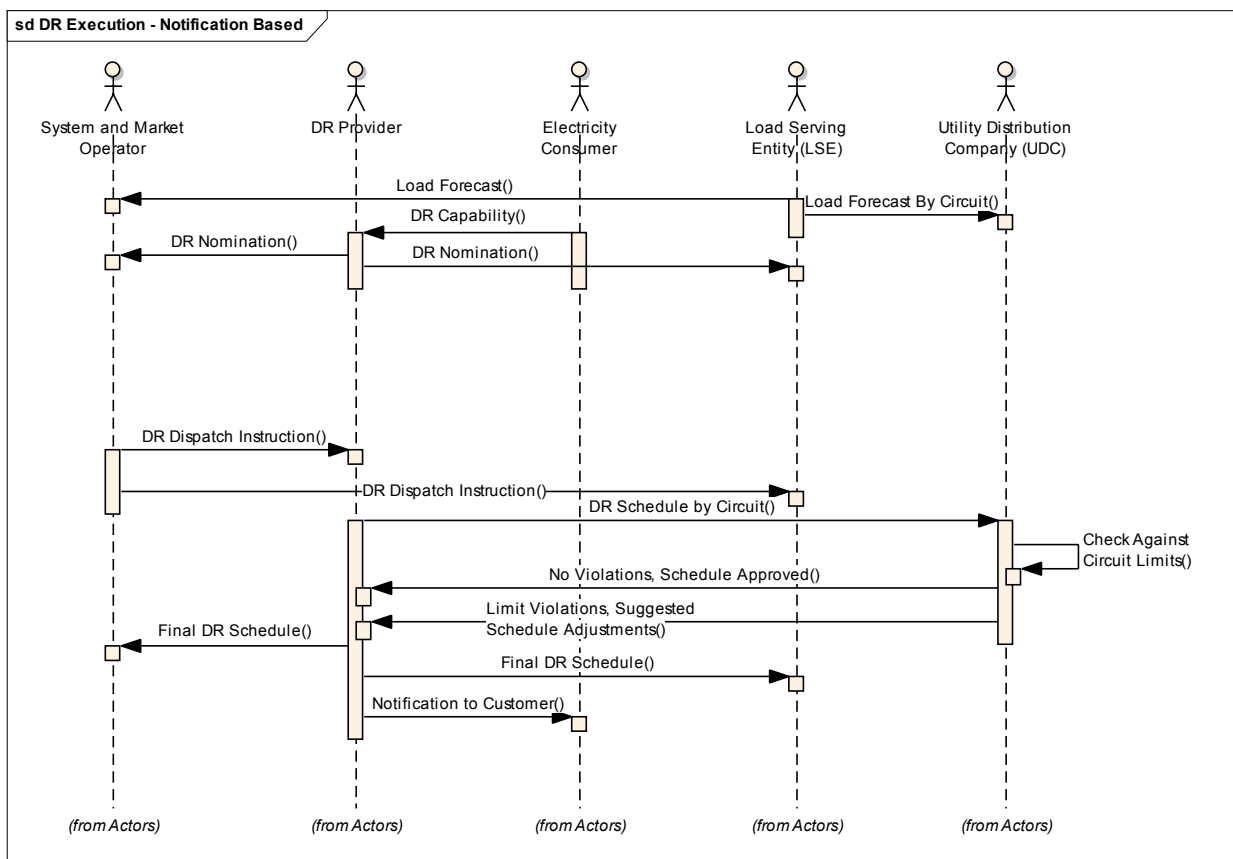 sd DR Execution - Notification Based
System and Market
Operator
DR Provider
Electricity
Consumer
Load Serving
Entity (LSE)
Utility Distribution
Company (UDC)
Load Forecast()
Load Forecast By Circuit()
DR Capability()
DR Nomination()
DR Nomination()
DR Dispatch Instruction()
DR Dispatch Instruction()
DR Schedule by Circuit()
Check Against
Circuit Limits()
No Violations, Schedule Approved()
Limit Violations, Suggested
Schedule Adjustments()
Final DR Schedule()
Final DR Schedule()
Notification to Customer()
(from Actors)
(from Actors)
(from Actors)
(from Actors)
(from Actors)